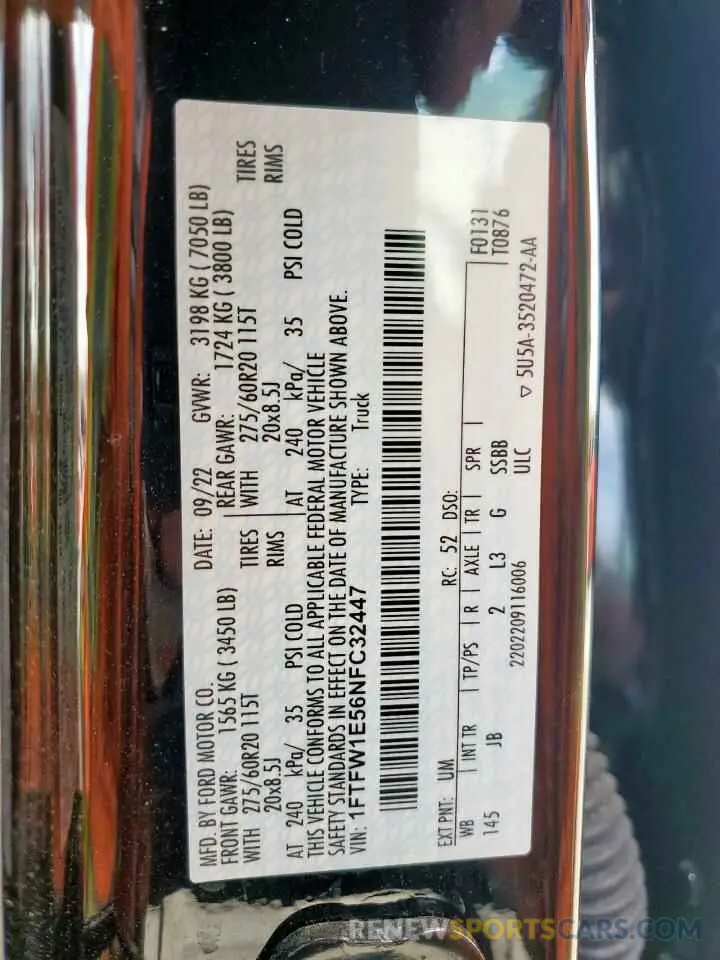 MFD. BY FORD MOTOR CO. DATE: 09/22 GVWR: 3198 KG ( 7050 LB)
FRONT GAWR: 1565 KG ( 3450 LB) REAR GAWR: 1724 KG ( 3800 LB)
WITH 275/60R20 115T TIRES WITH 275/60R20 115T TIRES
20x8.5J RIMS 20x8.5J RIMS
AT 240 kPa/ 35 PSI COLD AT 240 kPa/ 35 PSI COLD
THIS VEHICLE CONFORMS TO ALL APPLICABLE FEDERAL MOTOR VEHICLE
SAFETY STANDARDS IN EFFECT ON THE DATE OF MANUFACTURE SHOWN ABOVE.
VIN: 1FTFW1E56NFC32447 TYPE: Truck
EXT PNT: UM RC: 52 DSO: F0131
WB INT TR TP/PS R AXLE TR SPR T0876
145 JB 2 L3 G SSBB
2202209116006 ULC ▽ 5U5A-3520472-AA
RENEWSPORTSCARS.COM